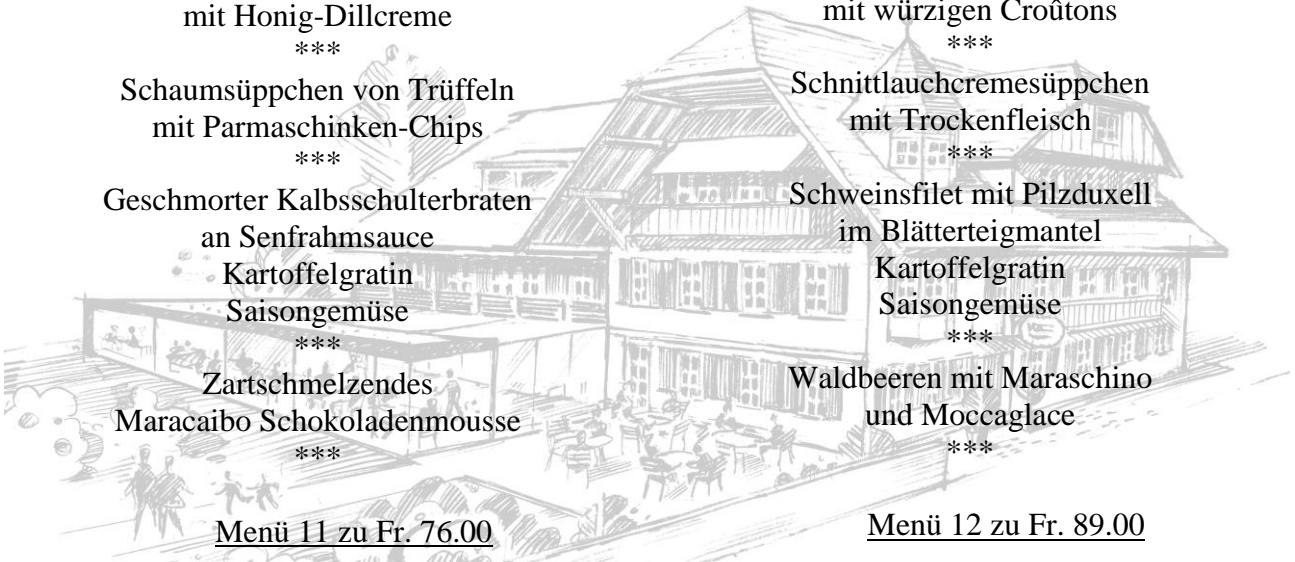 mit Honig-Dillcreme
***
Schaumsüppchen von Trüffeln
mit Parmaschinken-Chips
***
Geschmorter Kalbsschulterbraten
an Senfrahmsauce
Kartoffelgratin
Saisongemüse
***
Zartschmelzendes
Maracaibo Schokoladenmousse
***
Menü 11 zu Fr. 76.00
mit würzigen Croûtons
***
Schnittlauchcremesüppchen
mit Trockenfleisch
***
Schweinsfilet mit Pilzduxell
im Blätterteigmantel
Kartoffelgratin
Saisongemüse
***
Waldbeeren mit Maraschino
und Moccaglace
***
Menü 12 zu Fr. 89.00